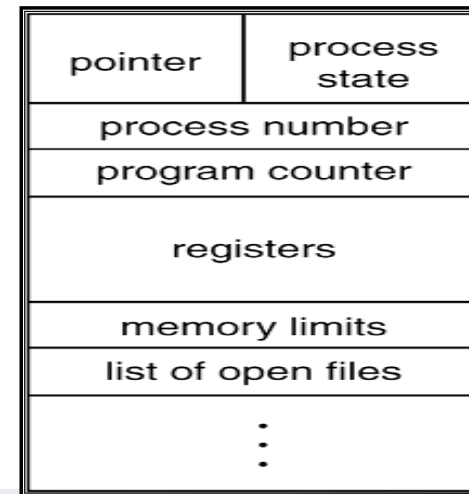 pointer
process
state
process number
program counter
registers
memory limits
list of open files